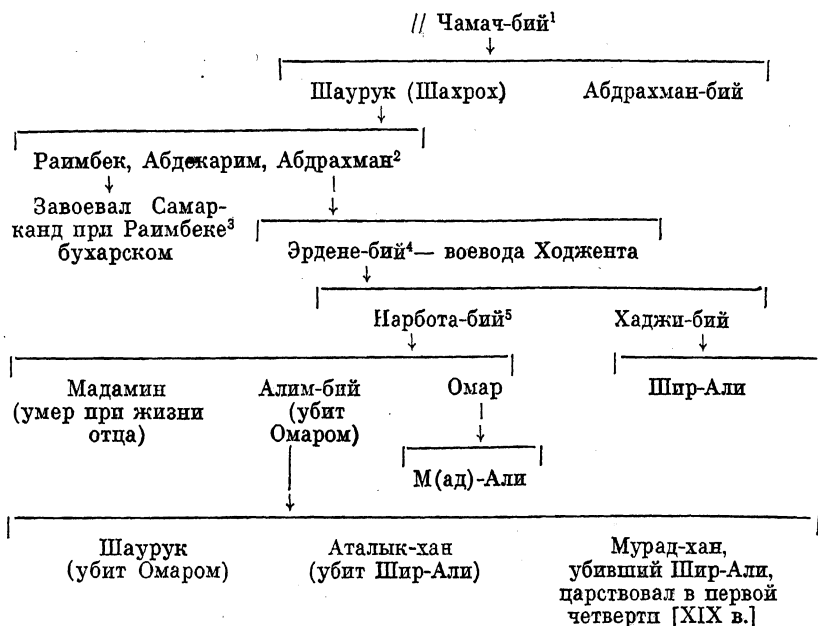 // Чамач-бий¹
Шаурук (Шахрох) Абдрахман-бий
Раимбек, Абдекарим, Абдрахман²
Завоевал Самар-
канд при Раимбеке³
бухарском
Эрдене-бий⁴ — воевода Ходжента
Нарбота-бий⁵ Хаджи-бий
Мадамин
(умер при жизни
отца)
Алим-бий
(убит
Омаром)
Омар
Шир-Али
М(ад)-Али
Шаурук
(убит Омаром)
Аталык-хан
(убит Шир-Али)
Мурад-хан,
убивший Шир-Али,
царствовал в первой
четверти [XIX в.]